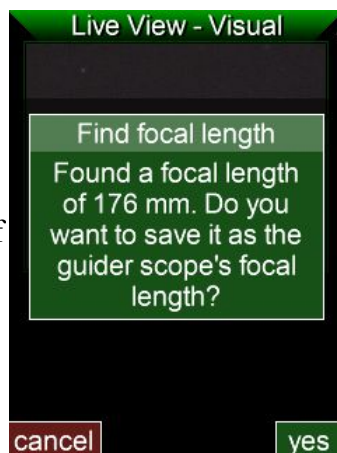 Live View - Visual
Find focal length
Found a focal length
of 176 mm. Do you
want to save it as the
guider scope's focal
length?
cancel
yes